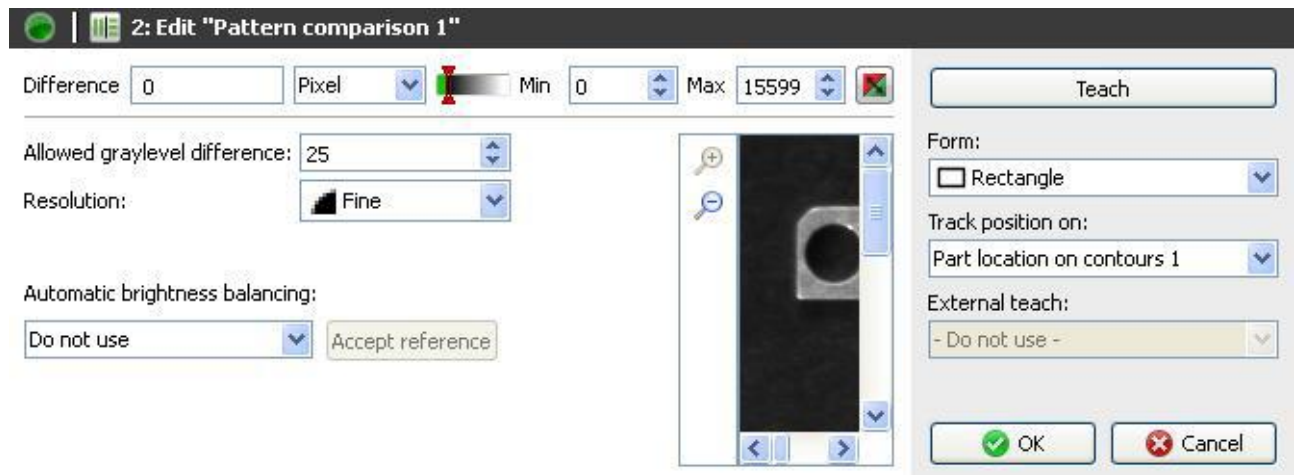 2: Edit "Pattern comparison 1"
Difference 0 Pixel Min 0 Max 15599
Allowed graylevel difference: 25
Resolution: Fine
Automatic brightness balancing:
Do not use Accept reference
Teach
Form:
Rectangle
Track position on:
Part location on contours 1
External teach:
- Do not use -
OK Cancel